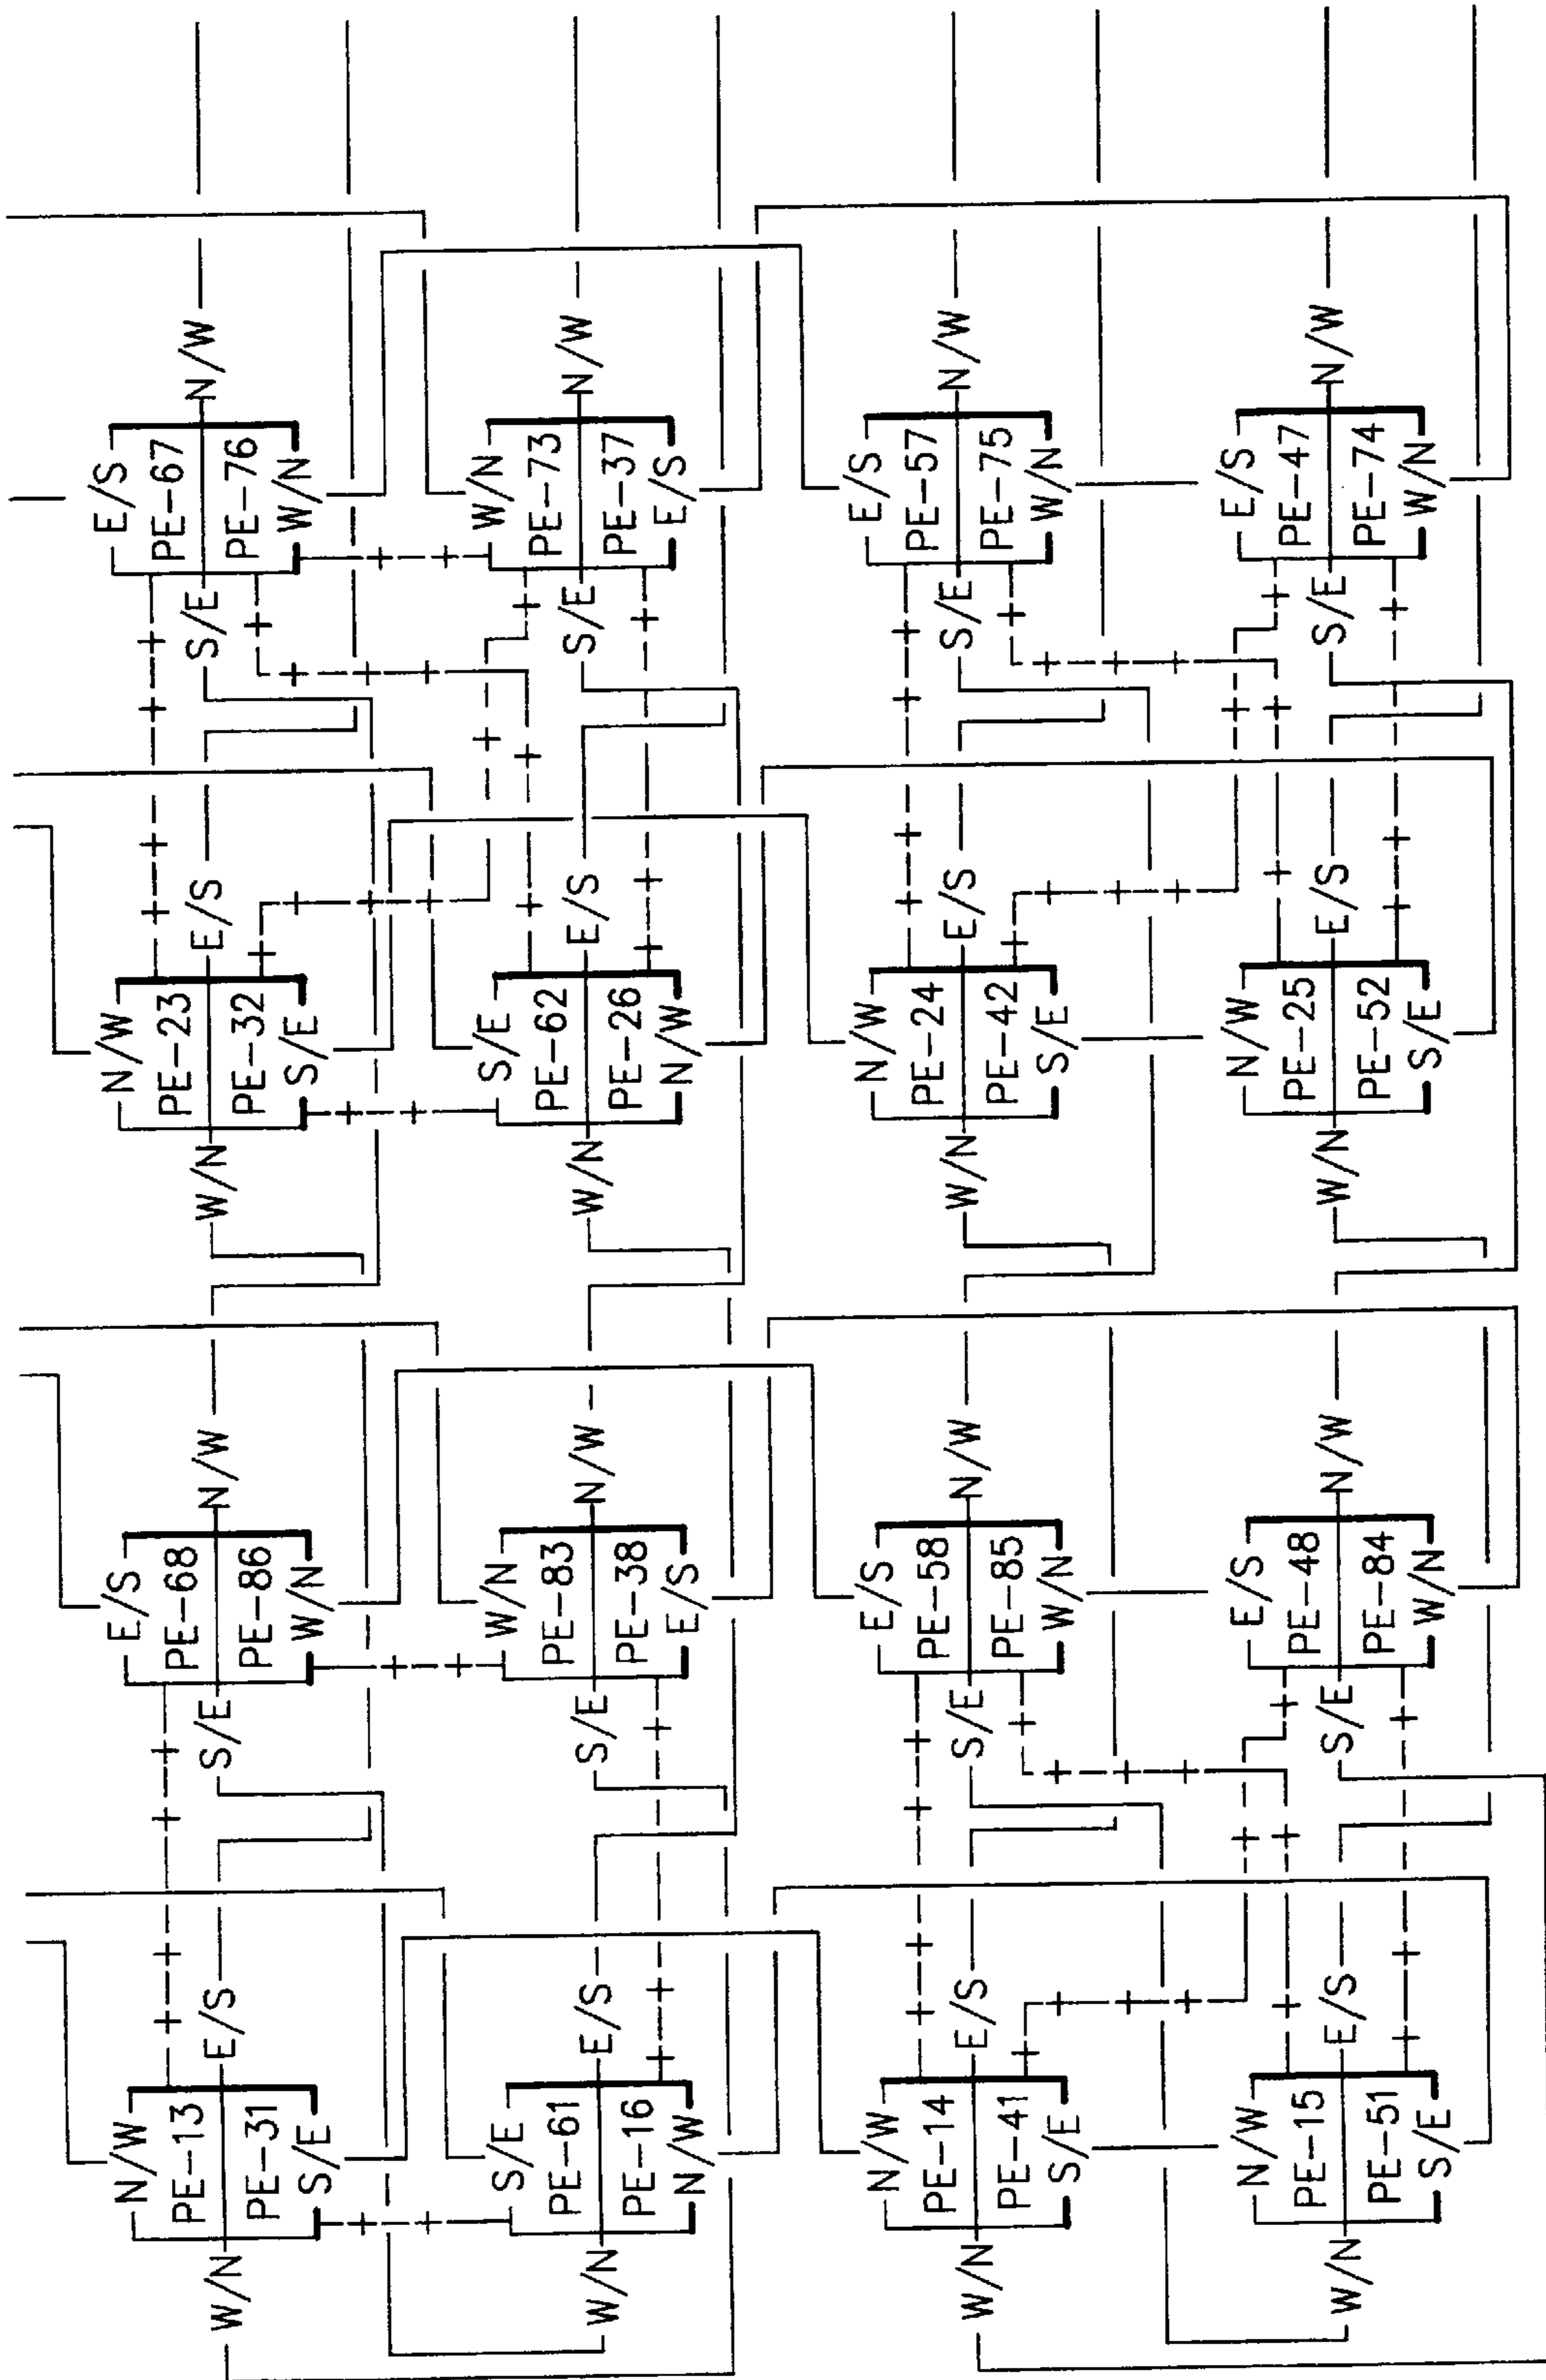 E/S
PE-67
PE-76
W/N
N/W
S/E
W/N
PE-73
PE-37
E/S
N/W
S/E
E/S
PE-57
PE-75
W/N
N/W
S/E
E/S
PE-47
PE-74
W/N
N/W
S/E
N/W
PE-23
PE-32
S/E
E/S
W/N
S/E
PE-62
PE-26
N/W
E/S
W/N
N/W
PE-24
PE-42
S/E
E/S
W/N
N/W
PE-25
PE-52
S/E
E/S
W/N
E/S
PE-68
PE-86
W/N
N/W
S/E
W/N
PE-83
PE-38
E/S
N/W
S/E
E/S
PE-58
PE-85
W/N
N/W
S/E
E/S
PE-48
PE-84
W/N
N/W
S/E
N/W
PE-13
PE-31
S/E
E/S
W/N
S/E
PE-61
PE-16
N/W
E/S
W/N
N/W
PE-14
PE-41
S/E
E/S
W/N
N/W
PE-15
PE-51
S/E
E/S
W/N